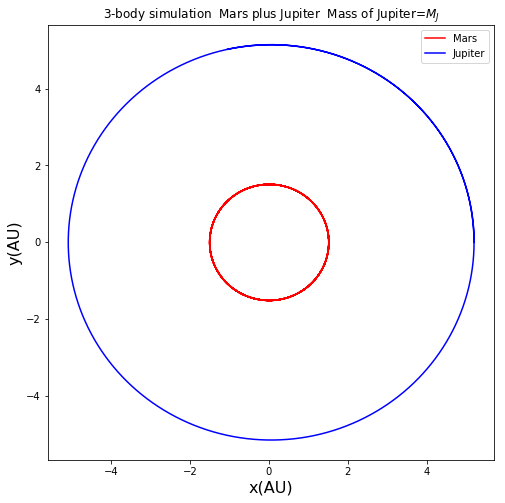 3-body simulation  Mars plus Jupiter  Mass of Jupiter=$M_J$
Mars
Jupiter
y(AU)
4
2
0
−2
−4
−4
−2
0
2
4
x(AU)